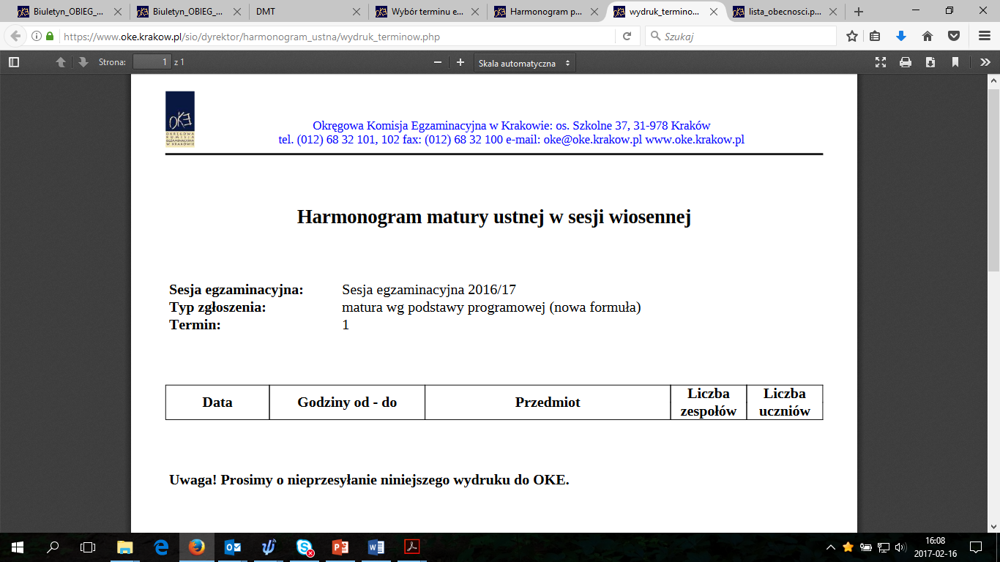 Biuletyn_OBIEG_...
Biuletyn_OBIEG_...
DMT
Wybór terminu e...
Harmonogram p...
wydruk_termino...
lista_obecnosci.p...
https://www.oke.krakow.pl/sio/dyrektor/harmonogram_ustna/wydruk_terminow.php
Szukaj
Strona: 1 z 1
Skala automatyczna
OKE
OKRĘGOWA
KOMISJA
EGZAMINACYJNA
W KRAKOWIE
Okręgowa Komisja Egzaminacyjna w Krakowie: os. Szkolne 37, 31-978 Kraków
tel. (012) 68 32 101, 102 fax: (012) 68 32 100 e-mail: oke@oke.krakow.pl www.oke.krakow.pl
Harmonogram matury ustnej w sesji wiosennej
Sesja egzaminacyjna: Sesja egzaminacyjna 2016/17
Typ zgłoszenia: matura wg podstawy programowej (nowa formuła)
Termin: 1
Data
Godziny od - do
Przedmiot
Liczba
zespołów
Liczba
uczniów
Uwaga! Prosimy o nieprzesyłanie niniejszego wydruku do OKE.
16:08
2017-02-16